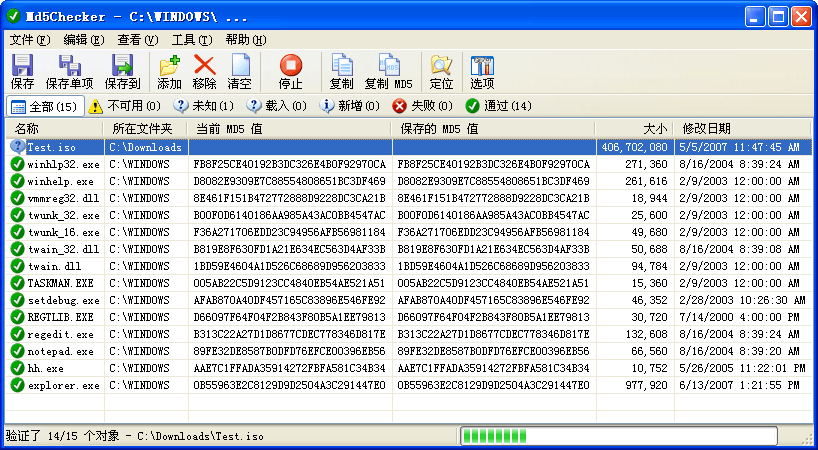 Md5Checker - C:\WINDOWS\ ...
文件(F) 编辑(E) 查看(V) 工具(T) 帮助(H)
保存 保存单项 保存到 添加 移除 清空 停止 复制 复制 MD5 定位 选项
全部(15) 不可用(0) 未知(1) 载入(0) 新增(0) 失败(0) 通过(14)
名称 所在文件夹 当前 MD5 值 保存的 MD5 值 大小 修改日期
Test.iso C:\Downloads 406,702,080 5/5/2007 11:47:45 AM
winhlp32.exe C:\WINDOWS FB8F25CE40192B3DC326E4B0F92970CA FB8F25CE40192B3DC326E4B0F92970CA 271,360 8/16/2004 8:39:24 AM
winhelp.exe C:\WINDOWS D8082E9309E7C88554808651BC3DF469 D8082E9309E7C88554808651BC3DF469 261,616 2/9/2003 12:00:00 AM
vmmreg32.dll C:\WINDOWS 8E461F151B472772888D9228DC3CA21B 8E461F151B472772888D9228DC3CA21B 18,944 2/9/2003 12:00:00 AM
twunk_32.exe C:\WINDOWS B00F0D6140186AA985A43AC0BB4547AC B00F0D6140186AA985A43AC0BB4547AC 25,600 2/9/2003 12:00:00 AM
twunk_16.exe C:\WINDOWS F36A271706EDD23C94956AFB56981184 F36A271706EDD23C94956AFB56981184 49,680 2/9/2003 12:00:00 AM
twain_32.dll C:\WINDOWS B819E8F630FD1A21E634EC563D4AF33B B819E8F630FD1A21E634EC563D4AF33B 50,688 8/16/2004 8:39:08 AM
twain.dll C:\WINDOWS 1BD59E4604A1D526C68689D956203833 1BD59E4604A1D526C68689D956203833 94,784 2/9/2003 12:00:00 AM
TASKMAN.EXE C:\WINDOWS 005AB22C5D9123CC4840EB54AE521A51 005AB22C5D9123CC4840EB54AE521A51 15,360 2/9/2003 12:00:00 AM
setdebug.exe C:\WINDOWS AFAB870A40DF457165C83896E546FE92 AFAB870A40DF457165C83896E546FE92 46,352 2/28/2003 10:26:30 AM
REGTLIB.EXE C:\WINDOWS D66097F64F04F2B843F80B5A1EE79813 D66097F64F04F2B843F80B5A1EE79813 30,720 7/14/2000 4:00:00 PM
regedit.exe C:\WINDOWS B313C22A27D1D8677CDEC778346D817E B313C22A27D1D8677CDEC778346D817E 132,608 8/16/2004 8:39:24 AM
notepad.exe C:\WINDOWS 89FE32DE8587B0DFD76EFCE00396EB56 89FE32DE8587B0DFD76EFCE00396EB56 66,560 8/16/2004 8:39:20 AM
hh.exe C:\WINDOWS AAE7C1FFADA35914272FBFA581C34B34 AAE7C1FFADA35914272FBFA581C34B34 10,752 5/26/2005 11:22:01 PM
explorer.exe C:\WINDOWS 0B55963E2C8129D9D2504A3C291447E0 0B55963E2C8129D9D2504A3C291447E0 977,920 6/13/2007 1:21:55 PM
验证了 14/15 个对象 - C:\Downloads\Test.iso